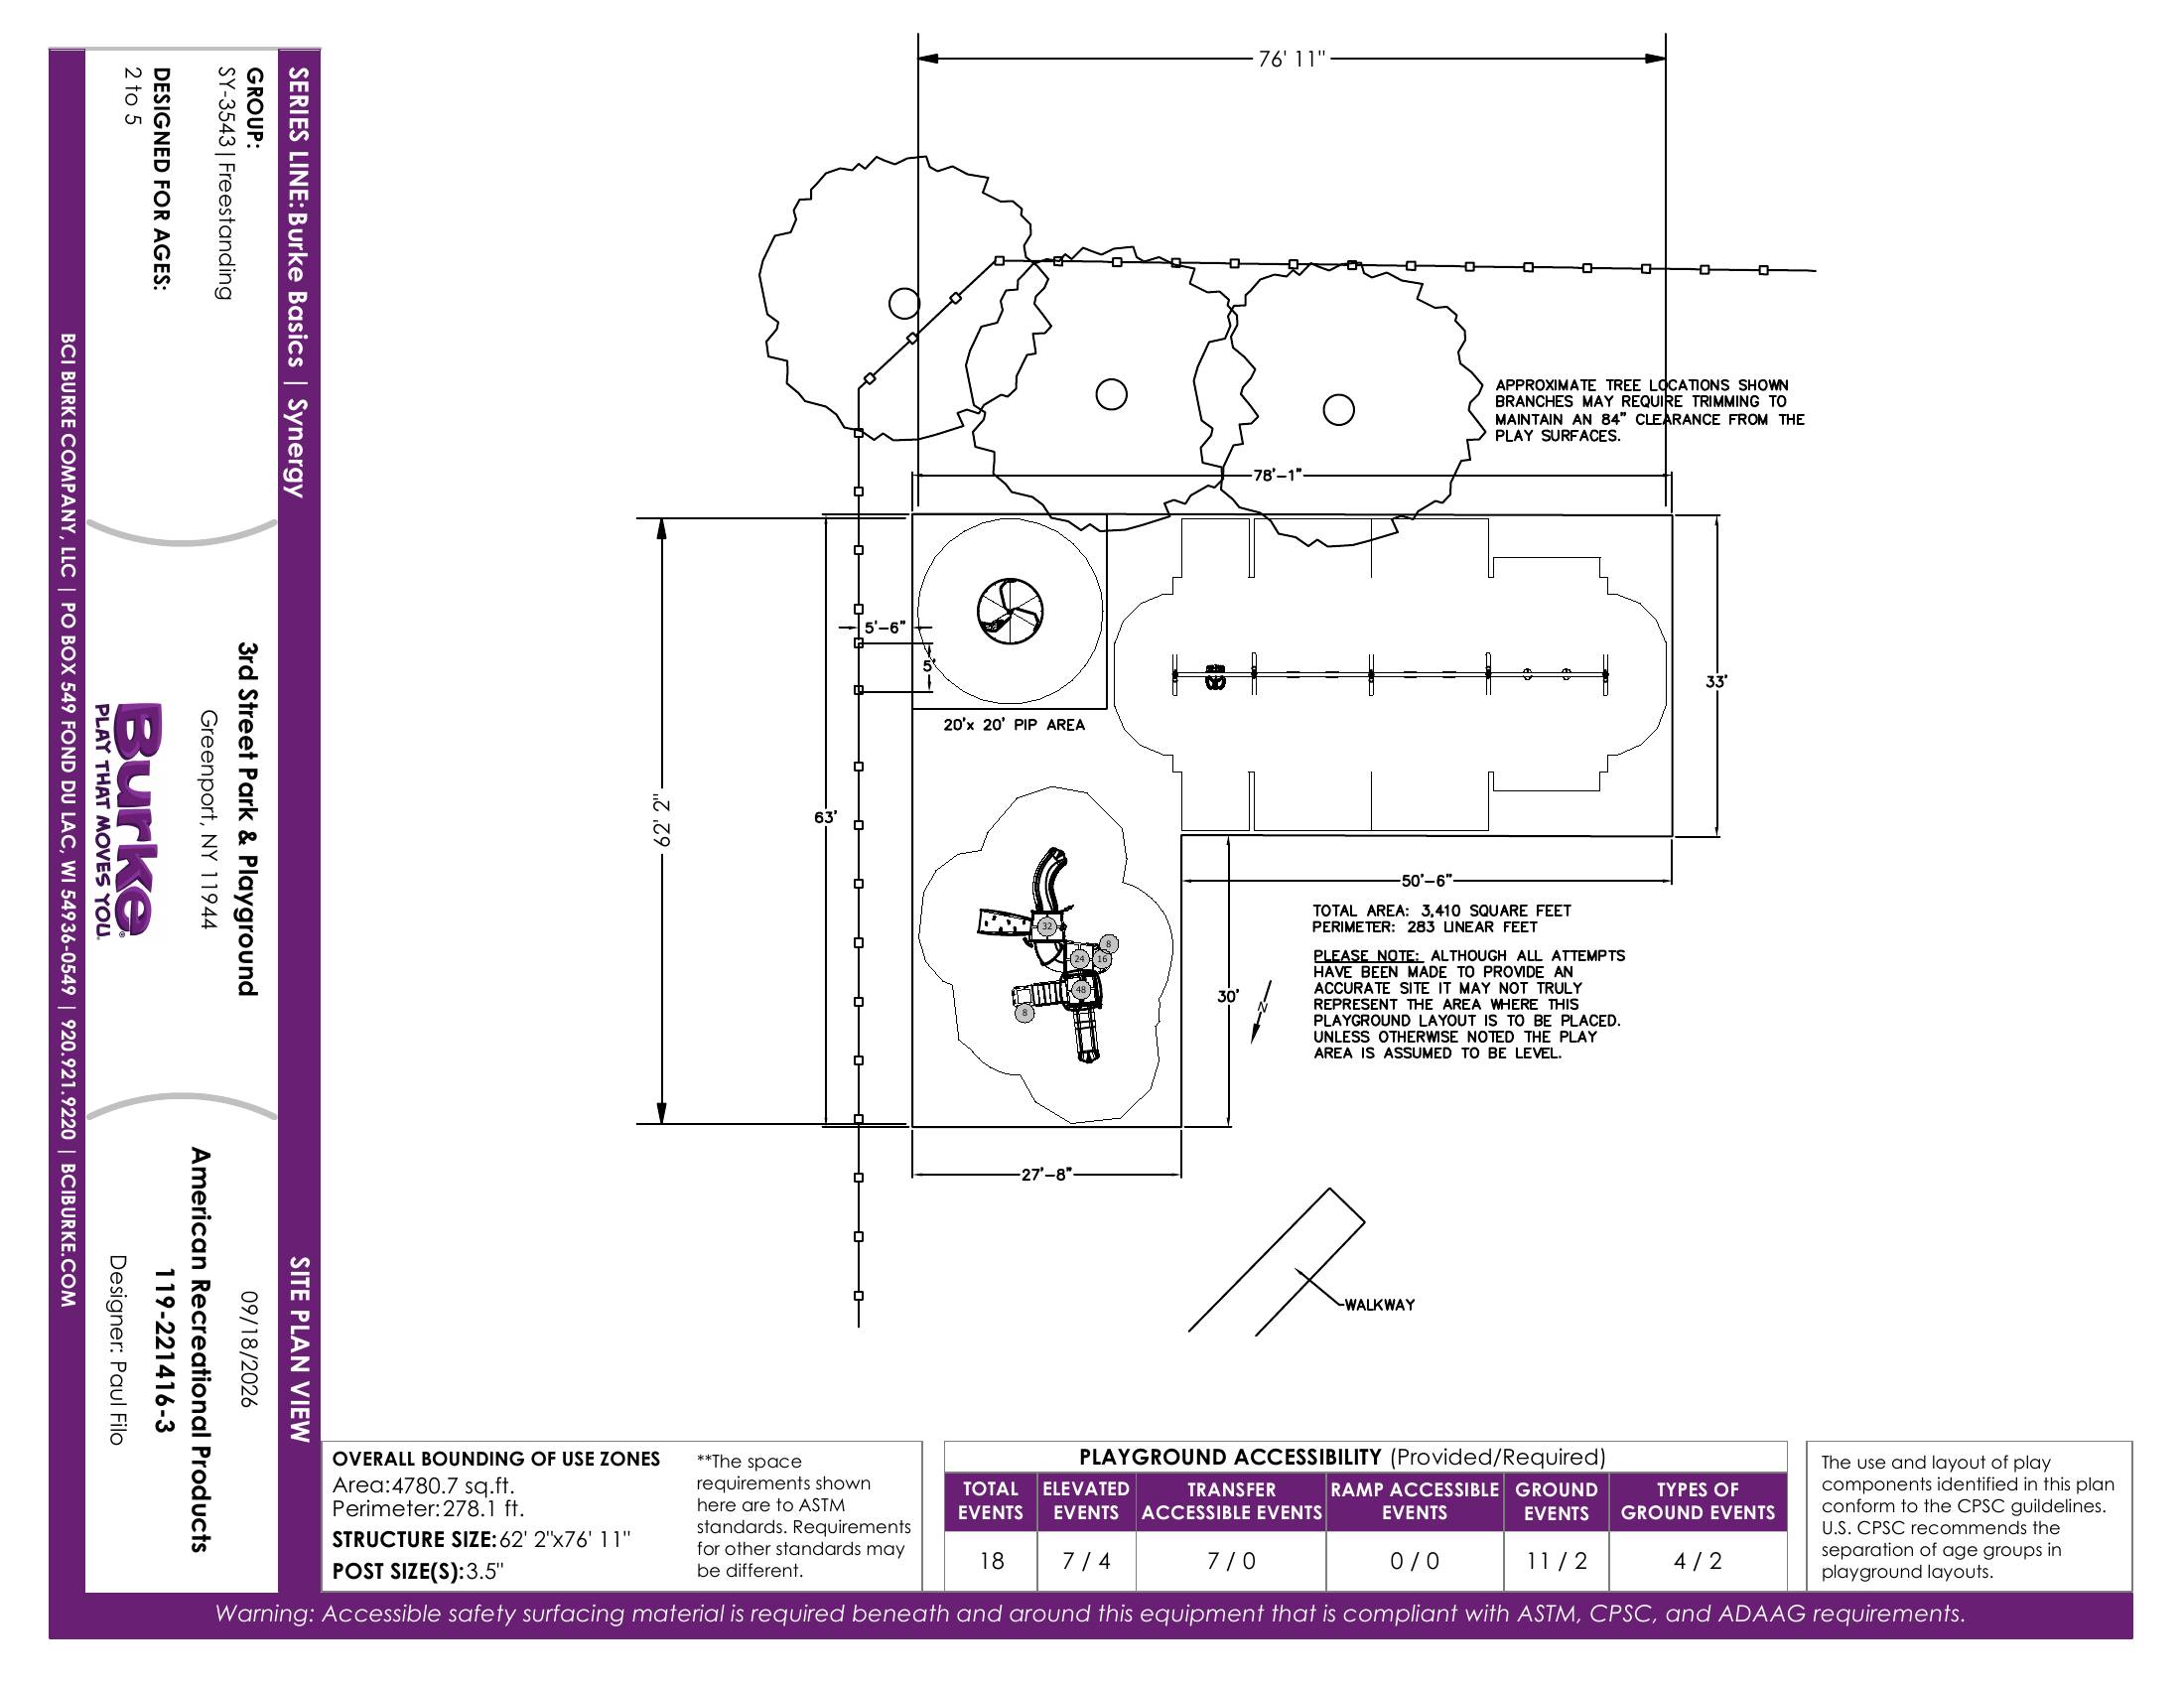 SERIES LINE: Burke Basics | Synergy
SITE PLAN VIEW
GROUP:
SY-3543 | Freestanding
DESIGNED FOR AGES:
2 to 5
3rd Street Park & Playground
Greenport, NY 11944
Burke®
PLAY THAT MOVES YOU.
09/18/2026
American Recreational Products
119-221416-3
Designer: Paul Filo
BCI BURKE COMPANY, LLC | PO BOX 549 FOND DU LAC, WI 54936-0549 | 920.921.9220 | BCIBURKE.COM
76' 11"
APPROXIMATE TREE LOCATIONS SHOWN
BRANCHES MAY REQUIRE TRIMMING TO
MAINTAIN AN 84" CLEARANCE FROM THE
PLAY SURFACES.
78'-1"
5'-6"
5'
33'
20'x 20' PIP AREA
62' 2"
63'
50'-6"
TOTAL AREA: 3,410 SQUARE FEET
PERIMETER: 283 LINEAR FEET
PLEASE NOTE: ALTHOUGH ALL ATTEMPTS
HAVE BEEN MADE TO PROVIDE AN
ACCURATE SITE IT MAY NOT TRULY
REPRESENT THE AREA WHERE THIS
PLAYGROUND LAYOUT IS TO BE PLACED.
UNLESS OTHERWISE NOTED THE PLAY
AREA IS ASSUMED TO BE LEVEL.
32
8
24
16
48
8
30'
N
27'-8"
WALKWAY
OVERALL BOUNDING OF USE ZONES
Area: 4780.7 sq.ft.
Perimeter: 278.1 ft.
STRUCTURE SIZE: 62' 2"x76' 11"
POST SIZE(S): 3.5"
**The space
requirements shown
here are to ASTM
standards. Requirements
for other standards may
be different.
PLAYGROUND ACCESSIBILITY (Provided/Required)
TOTAL EVENTS
ELEVATED EVENTS
TRANSFER ACCESSIBLE EVENTS
RAMP ACCESSIBLE EVENTS
GROUND EVENTS
TYPES OF GROUND EVENTS
18
7 / 4
7 / 0
0 / 0
11 / 2
4 / 2
The use and layout of play
components identified in this plan
conform to the CPSC guildelines.
U.S. CPSC recommends the
separation of age groups in
playground layouts.
Warning: Accessible safety surfacing material is required beneath and around this equipment that is compliant with ASTM, CPSC, and ADAAG requirements.